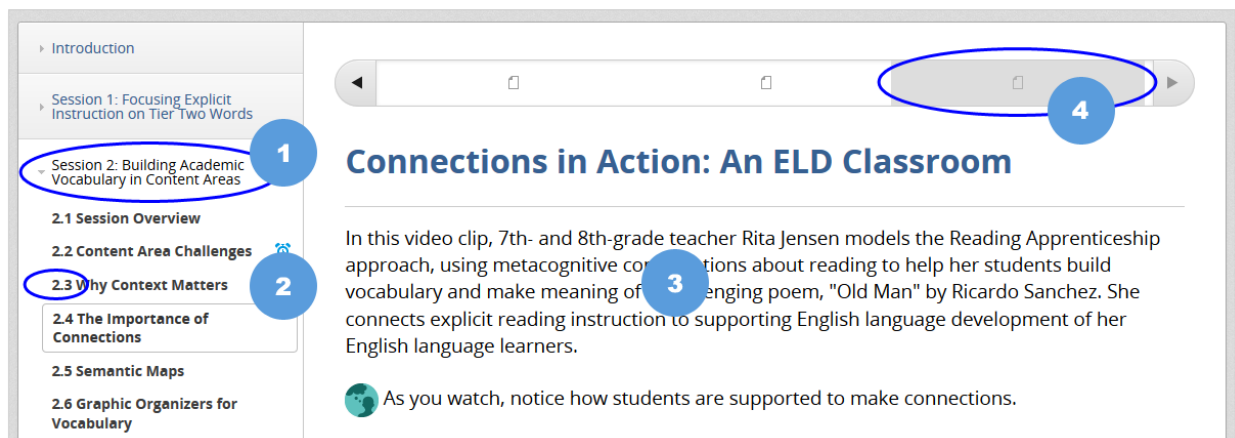 Introduction
Session 1: Focusing Explicit
Instruction on Tier Two Words
Session 2: Building Academic
Vocabulary in Content Areas
1
2.1 Session Overview
2.2 Content Area Challenges
2.3 Why Context Matters
2
2.4 The Importance of
Connections
2.5 Semantic Maps
2.6 Graphic Organizers for
Vocabulary
4
Connections in Action: An ELD Classroom
In this video clip, 7th- and 8th-grade teacher Rita Jensen models the Reading Apprenticeship
approach, using metacognitive co tions about reading to help her students build
vocabulary and make meaning of enging poem, "Old Man" by Ricardo Sanchez. She
3
connects explicit reading instruction to supporting English language development of her
English language learners.
As you watch, notice how students are supported to make connections.